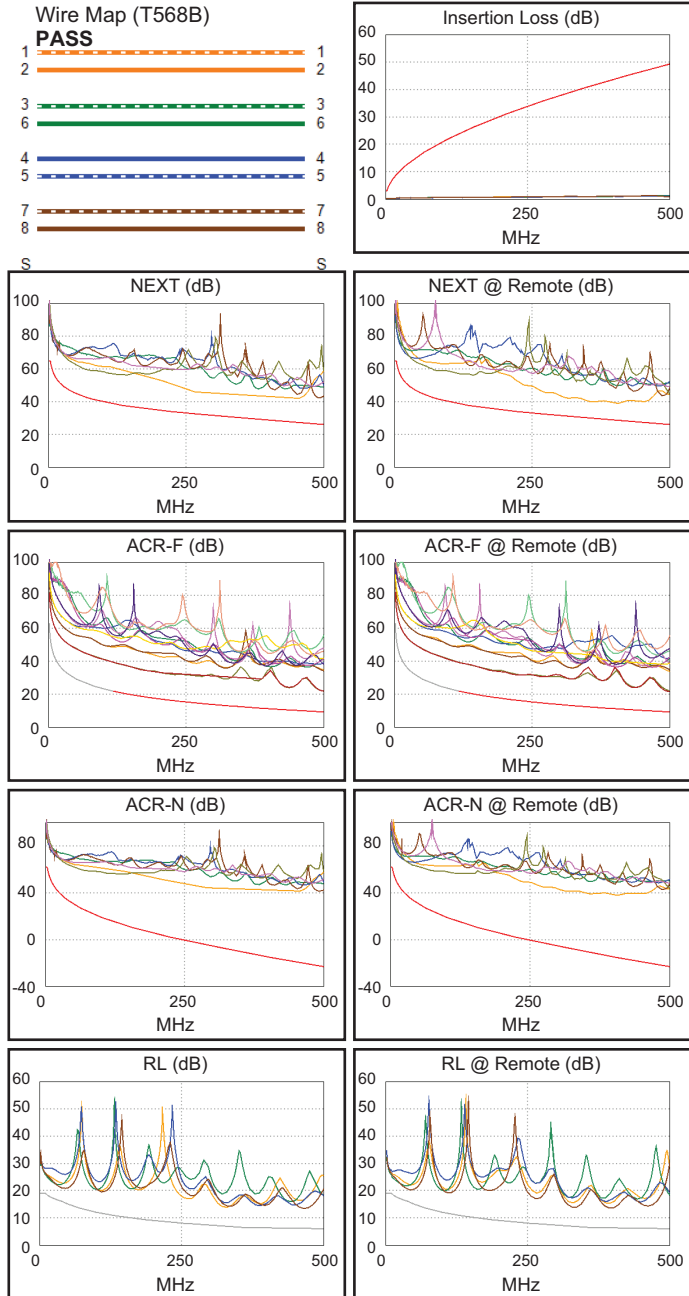 Wire Map (T568B)
PASS
1 1
2 2
3 3
6 6
4 4
5 5
7 7
8 8
S S
Insertion Loss (dB)
60
50
40
30
20
10
0
0 250 500
MHz
NEXT (dB)
100
80
60
40
20
0
0 250 500
MHz
NEXT @ Remote (dB)
100
80
60
40
20
0
0 250 500
MHz
ACR-F (dB)
100
80
60
40
20
0
0 250 500
MHz
ACR-F @ Remote (dB)
100
80
60
40
20
0
0 250 500
MHz
ACR-N (dB)
80
40
0
-40
0 250 500
MHz
ACR-N @ Remote (dB)
80
40
0
-40
0 250 500
MHz
RL (dB)
60
50
40
30
20
10
0
0 250 500
MHz
RL @ Remote (dB)
60
50
40
30
20
10
0
0 250 500
MHz